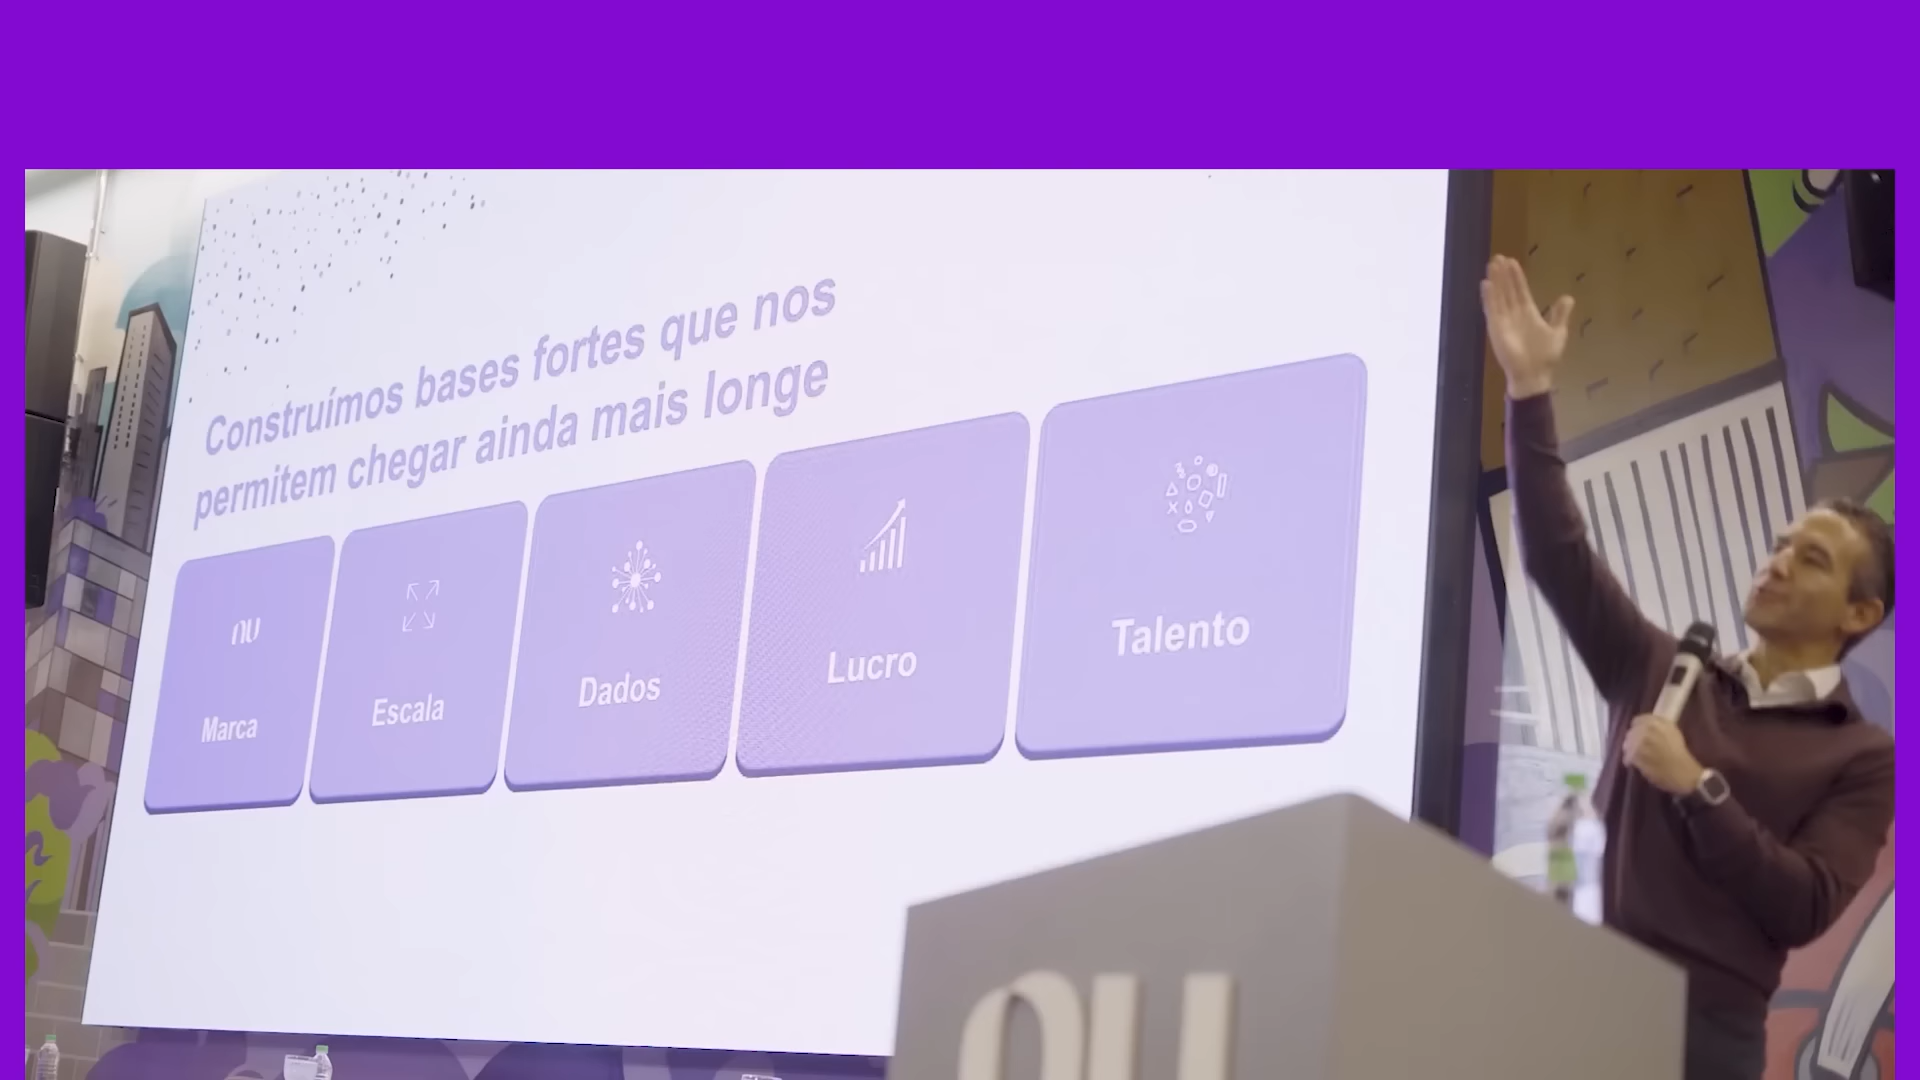 Construímos bases fortes que nos
permitem chegar ainda mais longe
nu
Marca
Escala
Dados
Lucro
Talento
nu